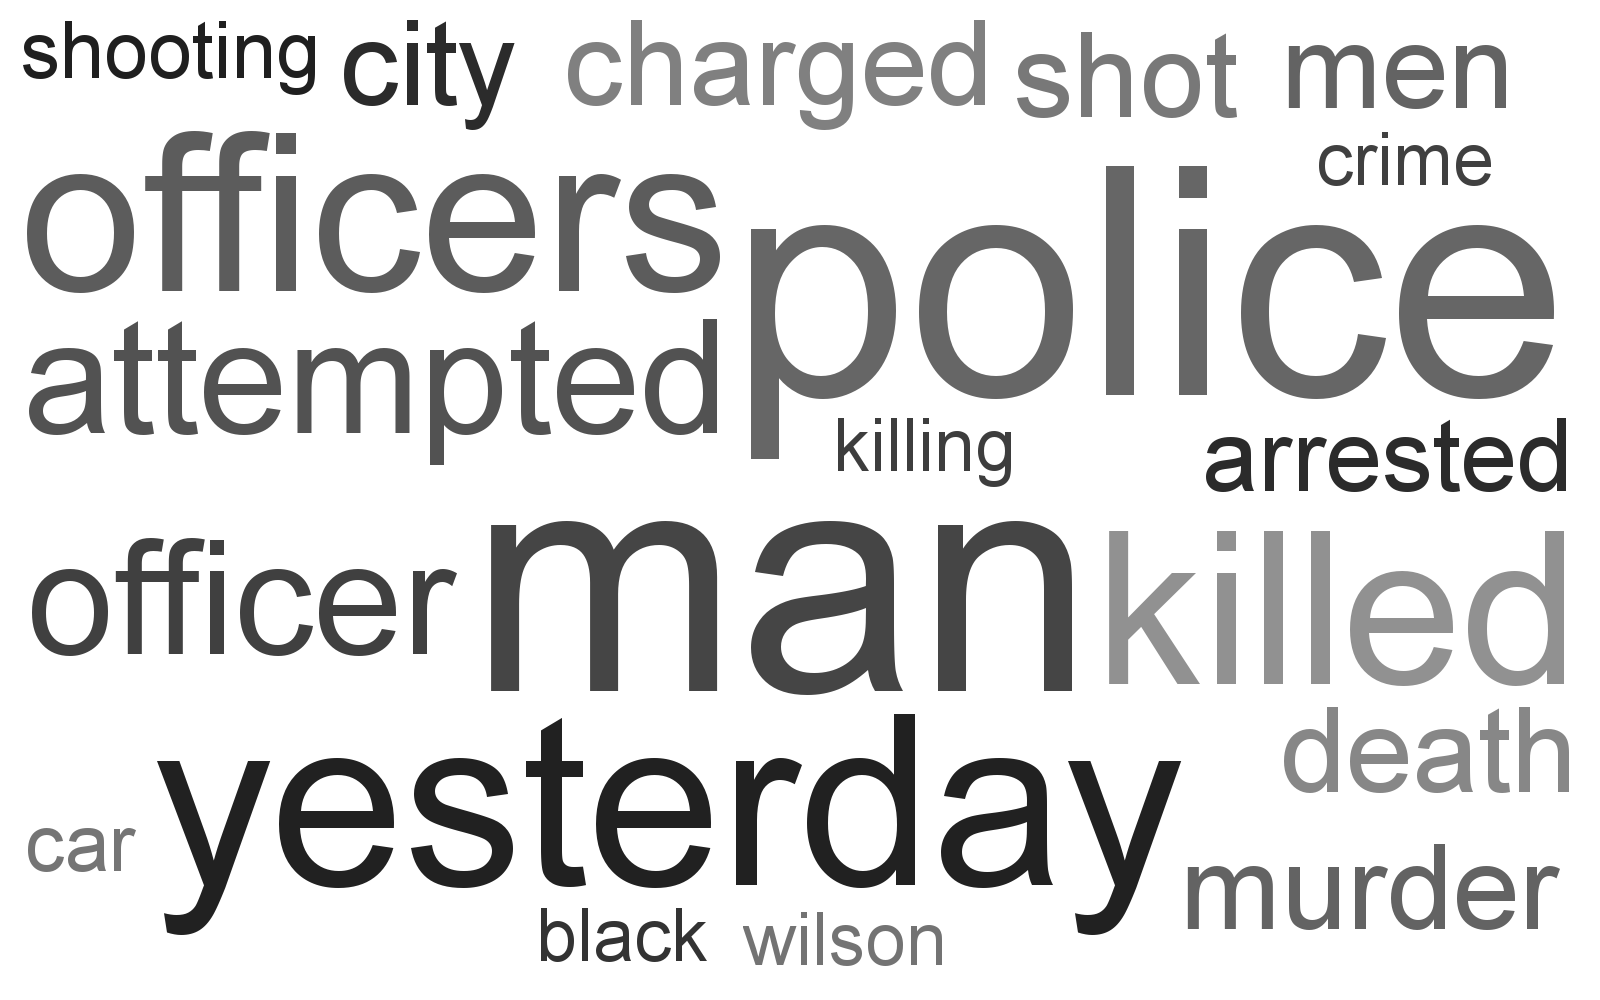 shooting city charged shot men
crime
officers police
attempted
killing arrested
officer man killed
death
yesterday
car murder
black wilson